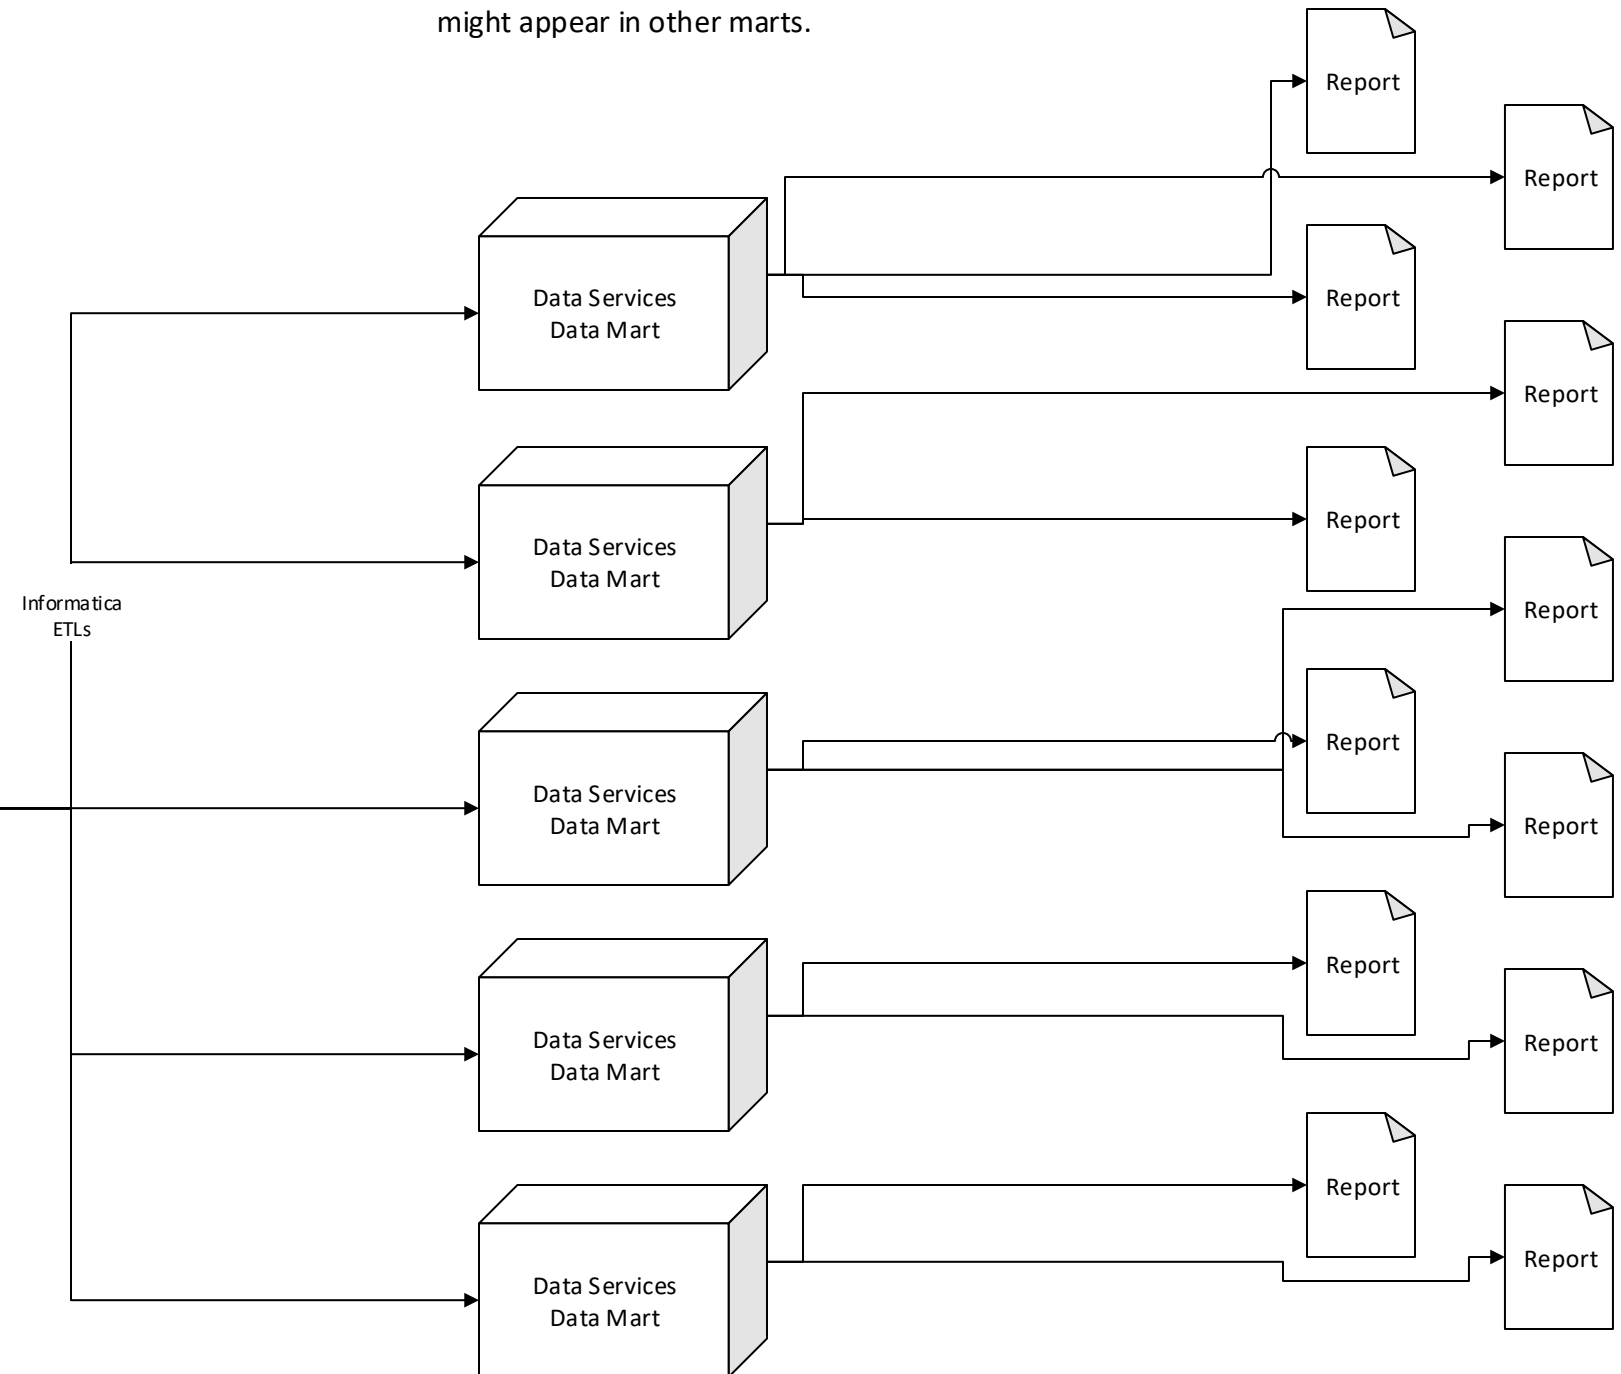 might appear in other marts.
Report
Report
Data Services
Data Mart
Report
Report
Data Services
Data Mart
Report
Informatica
ETLs
Report
Report
Data Services
Data Mart
Report
Report
Data Services
Data Mart
Report
Report
Report
Data Services
Data Mart